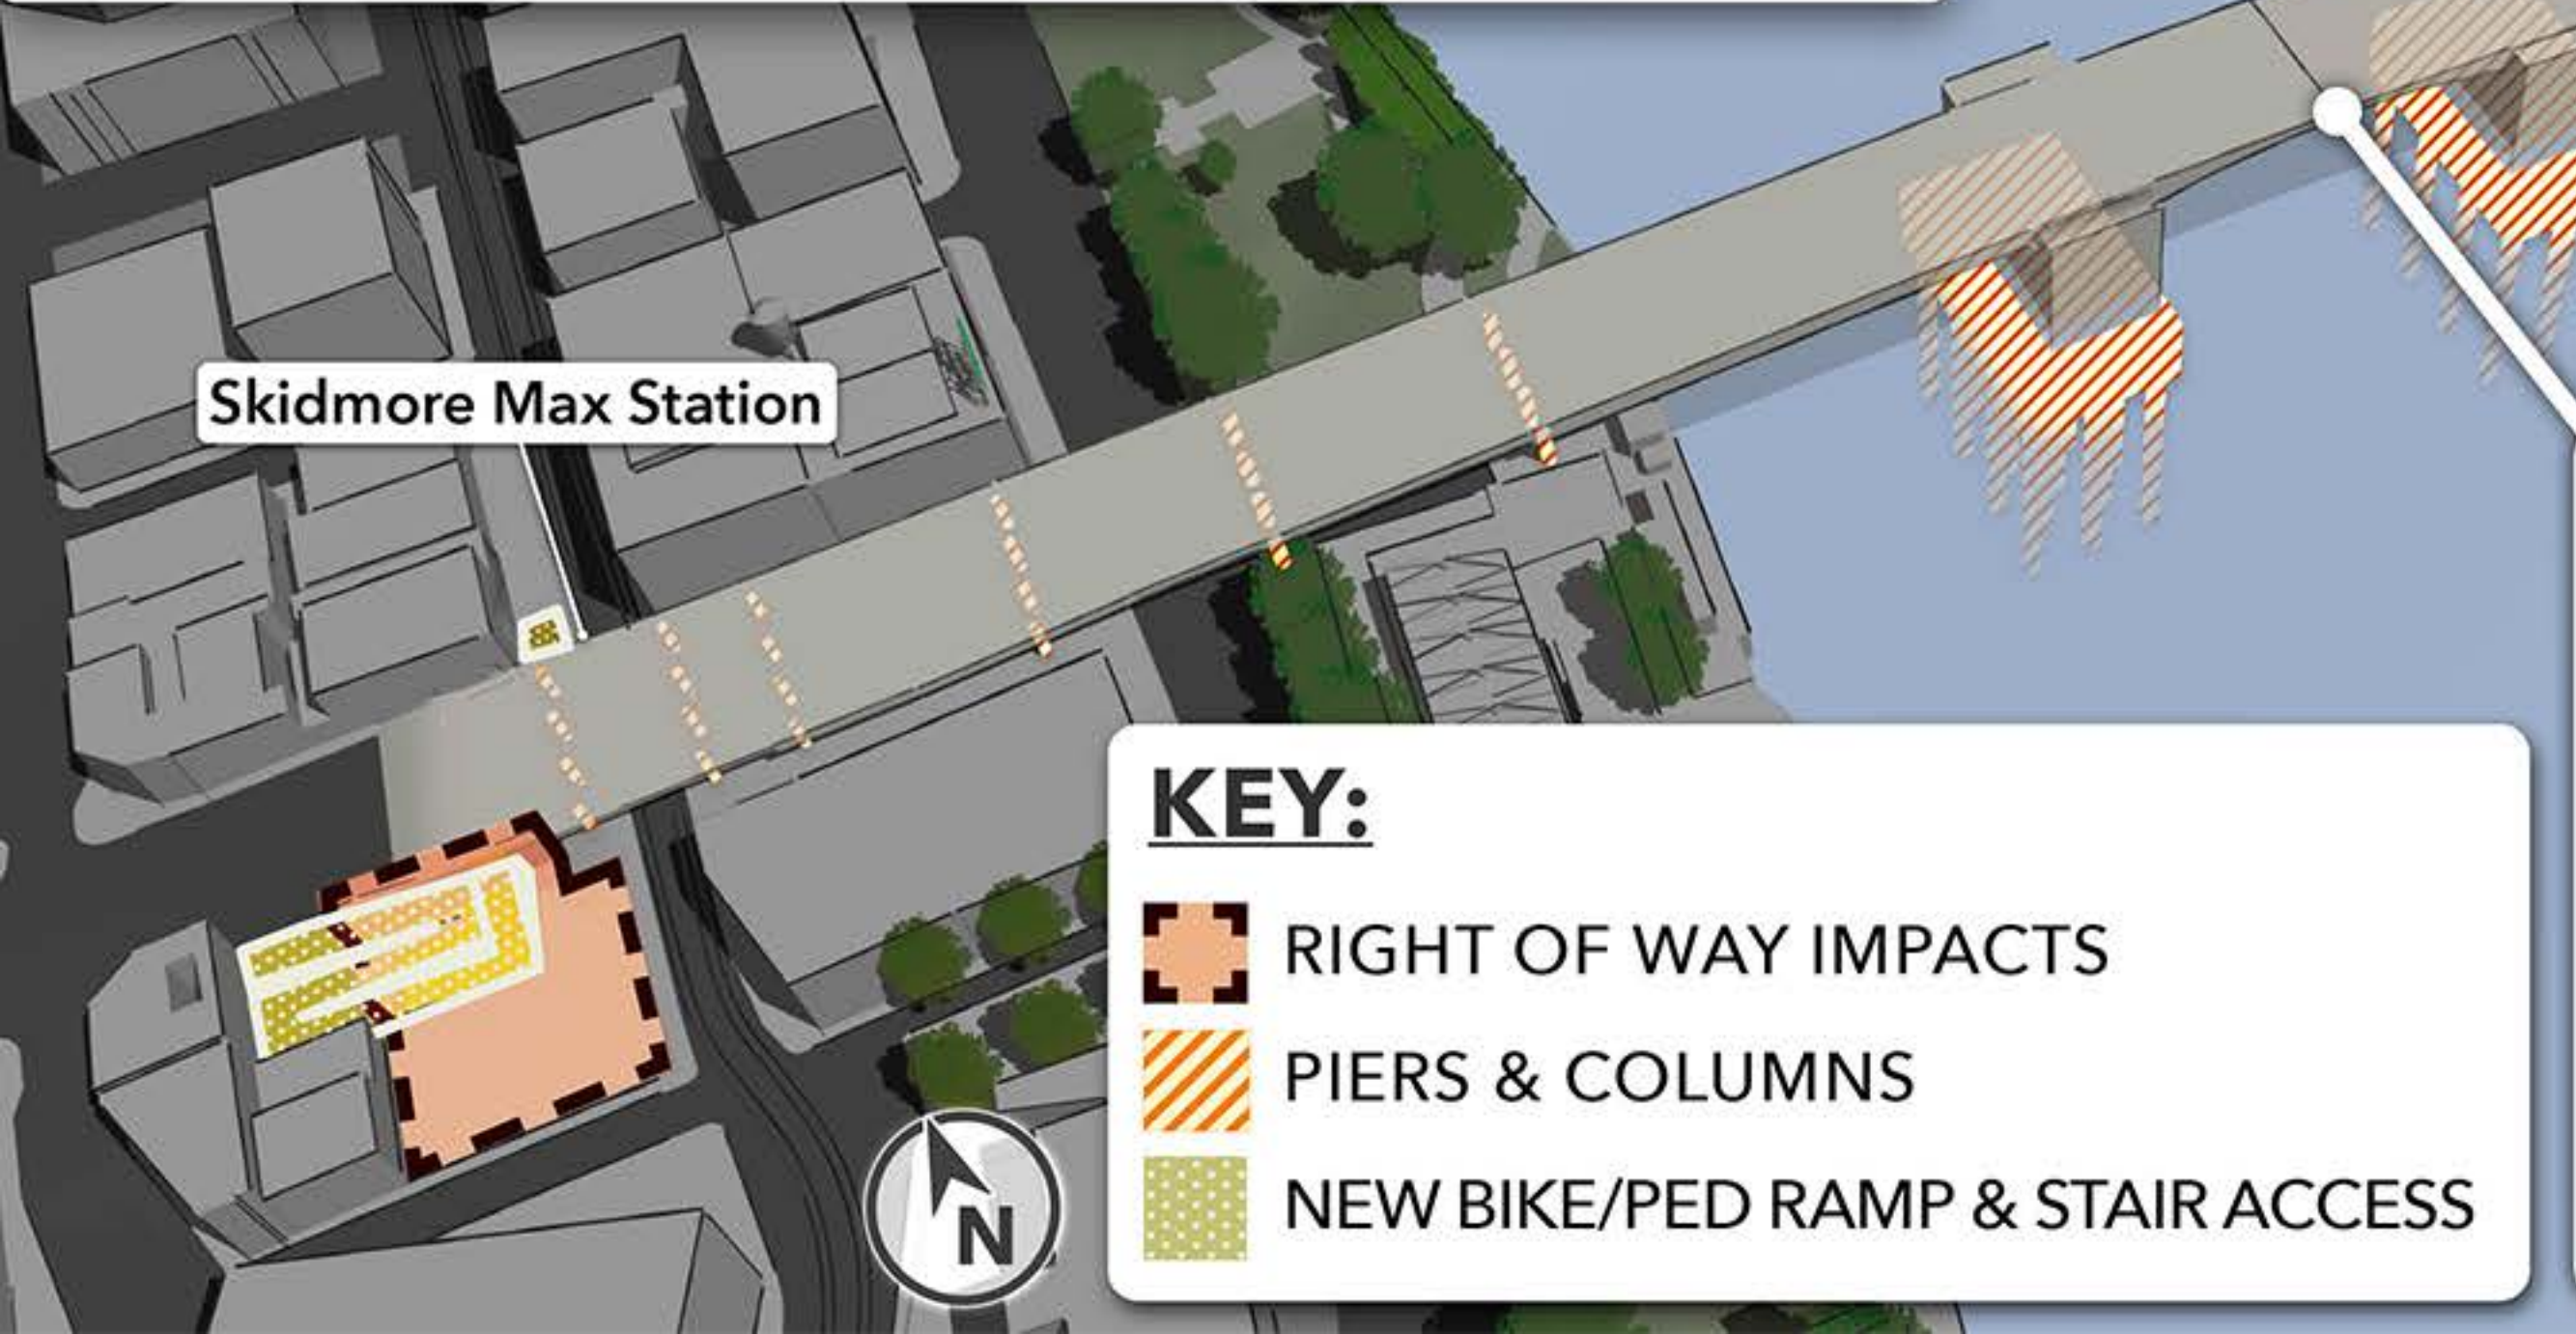 Skidmore Max Station
KEY:
RIGHT OF WAY IMPACTS
PIERS & COLUMNS
NEW BIKE/PED RAMP & STAIR ACCESS
N